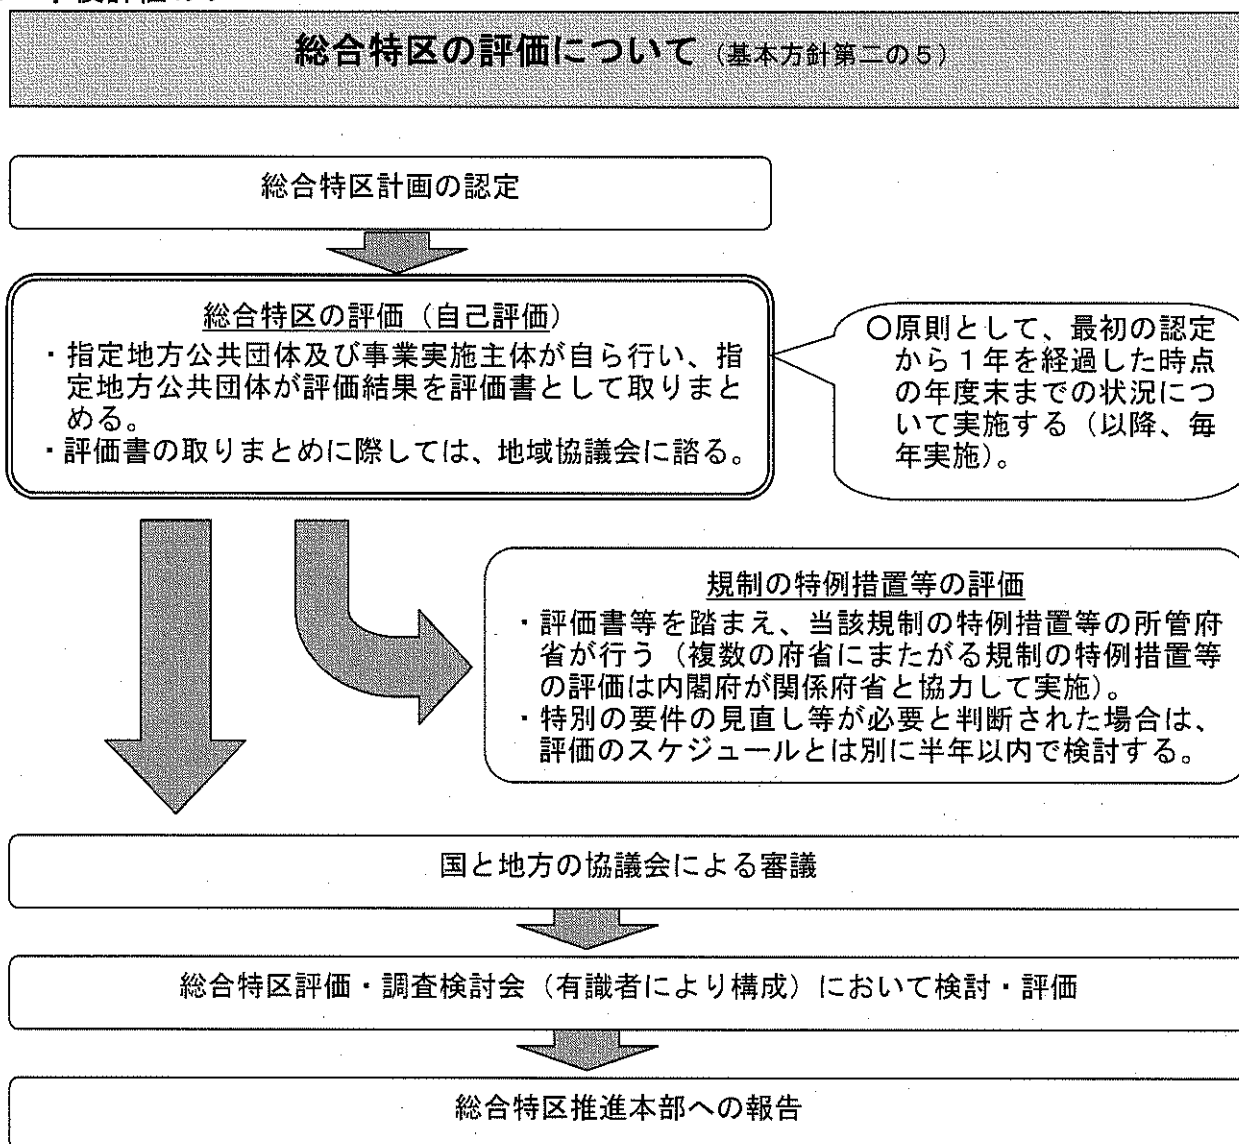 総合特区の評価について（基本方針第二の５）
総合特区計画の認定
総合特区の評価（自己評価）
・指定地方公共団体及び事業実施主体が自ら行い、指
定地方公共団体が評価結果を評価書として取りまと
める。
・評価書の取りまとめに際しては、地域協議会に諮る。
〇原則として、最初の認定
から１年を経過した時点
の年度末までの状況につ
いて実施する（以降、毎
年実施）。
規制の特例措置等の評価
・評価書等を踏まえ、当該規制の特例措置等の所管府
省が行う（複数の府省にまたがる規制の特例措置等
の評価は内閣府が関係府省と協力して実施）。
・特別の要件の見直し等が必要と判断された場合は、
評価のスケジュールとは別に半年以内で検討する。
国と地方の協議会による審議
総合特区評価・調査検討会（有識者により構成）において検討・評価
総合特区推進本部への報告